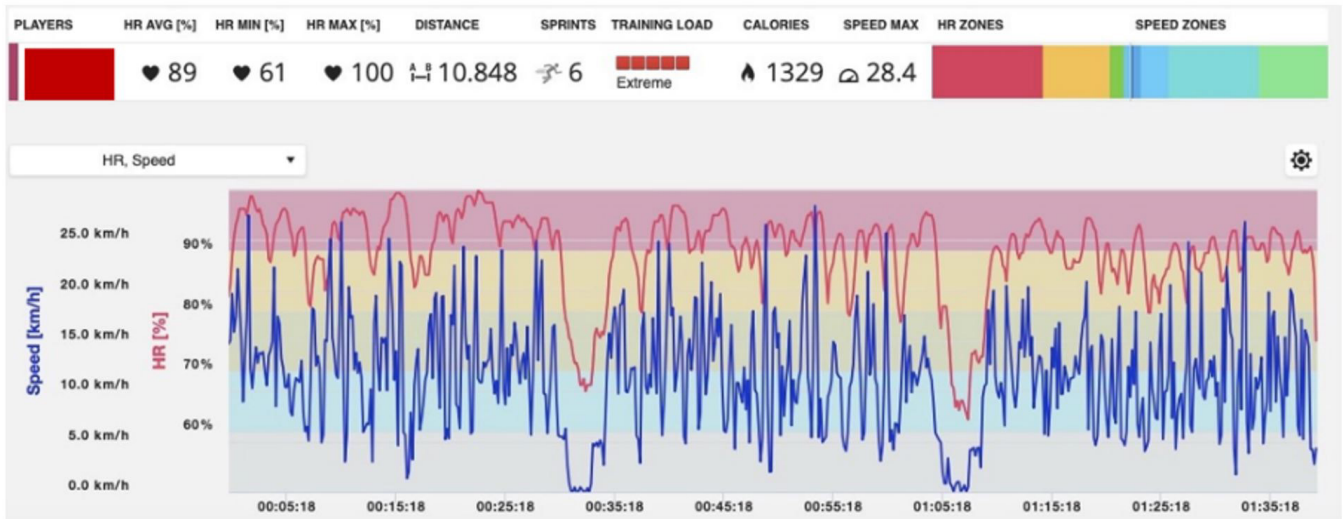 PLAYERS HR AVG [%] HR MIN [%] HR MAX [%] DISTANCE SPRINTS TRAINING LOAD CALORIES SPEED MAX HR ZONES SPEED ZONES
89 61 100 A B 10.848 6 Extreme 1329 28.4
HR, Speed
Speed [km/h]
25.0 km/h
20.0 km/h
15.0 km/h
10.0 km/h
5.0 km/h
0.0 km/h
HR [%]
90%
80%
70%
60%
00:05:18 00:15:18 00:25:18 00:35:18 00:45:18 00:55:18 01:05:18 01:15:18 01:25:18 01:35:18